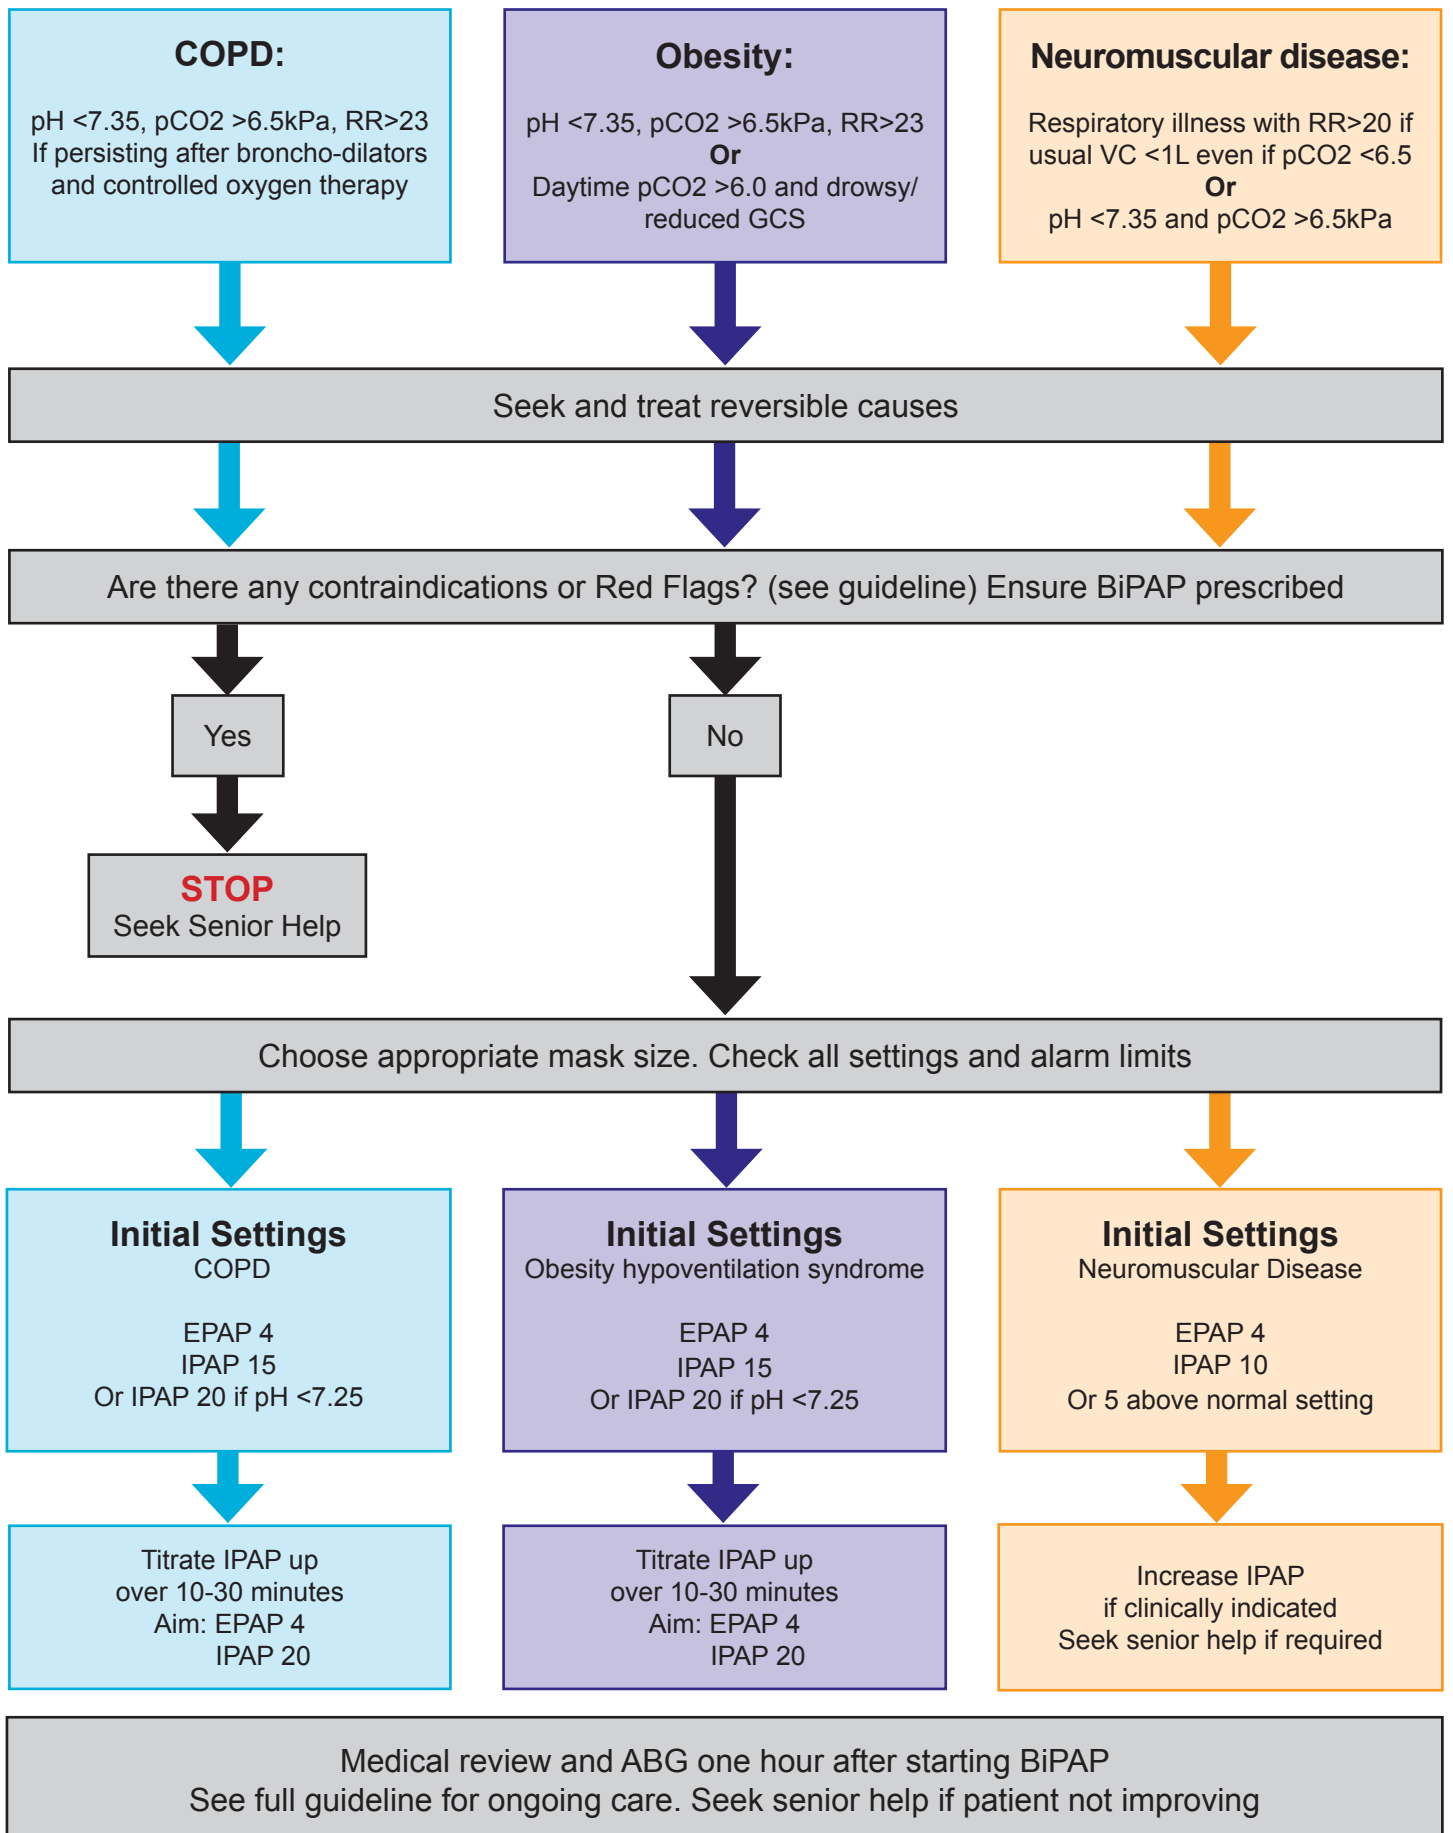 COPD:
pH <7.35, pCO2 >6.5kPa, RR>23
If persisting after broncho-dilators
and controlled oxygen therapy
Obesity:
pH <7.35, pCO2 >6.5kPa, RR>23
Or
Daytime pCO2 >6.0 and drowsy/
reduced GCS
Neuromuscular disease:
Respiratory illness with RR>20 if
usual VC <1L even if pCO2 <6.5
Or
pH <7.35 and pCO2 >6.5kPa
Seek and treat reversible causes
Are there any contraindications or Red Flags? (see guideline) Ensure BiPAP prescribed
Yes
No
STOP
Seek Senior Help
Choose appropriate mask size. Check all settings and alarm limits
Initial Settings
COPD
EPAP 4
IPAP 15
Or IPAP 20 if pH <7.25
Initial Settings
Obesity hypoventilation syndrome
EPAP 4
IPAP 15
Or IPAP 20 if pH <7.25
Initial Settings
Neuromuscular Disease
EPAP 4
IPAP 10
Or 5 above normal setting
Titrate IPAP up
over 10-30 minutes
Aim: EPAP 4
IPAP 20
Titrate IPAP up
over 10-30 minutes
Aim: EPAP 4
IPAP 20
Increase IPAP
if clinically indicated
Seek senior help if required
Medical review and ABG one hour after starting BiPAP
See full guideline for ongoing care. Seek senior help if patient not improving